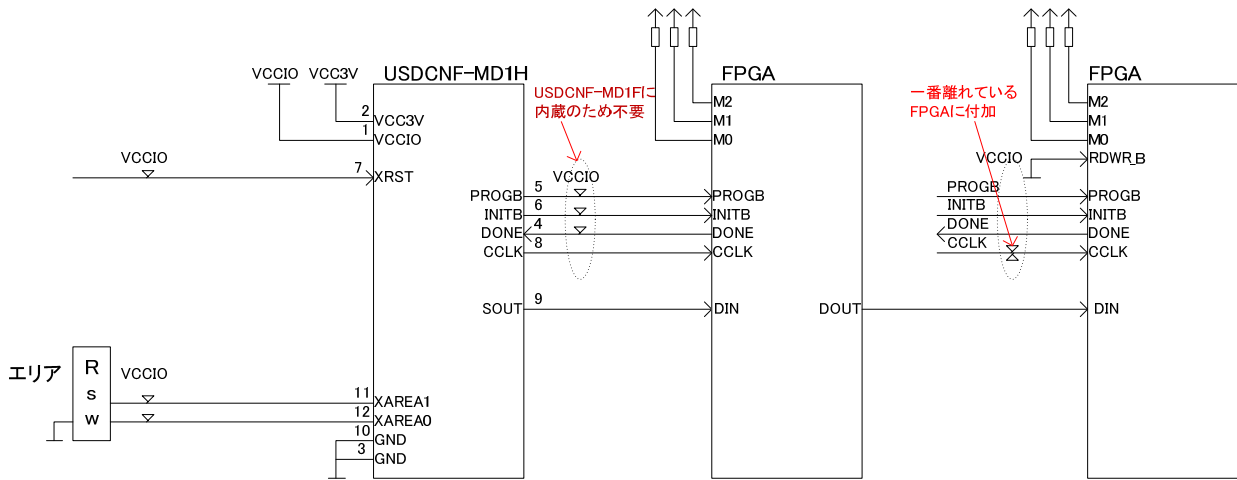 USDCNF-MD1H
FPGA
FPGA
VCCIO
VCC3V
2
VCC3V
1
VCCIO
VCCIO
7
XRST
USDCNF-MD1Fに
内蔵のため不要
VCCIO
PROGB
5
INITB
6
DONE
4
CCLK
8
SOUT
9
M2
M1
M0
PROGB
INITB
DONE
CCLK
DIN
DOUT
一番離れている
FPGAに付加
VCCIO
PROGB
INITB
DONE
CCLK
M2
M1
M0
RDWR_B
PROGB
INITB
DONE
CCLK
DIN
エリア
R
s
w
VCCIO
11
XAREA1
12
XAREA0
10
GND
3
GND